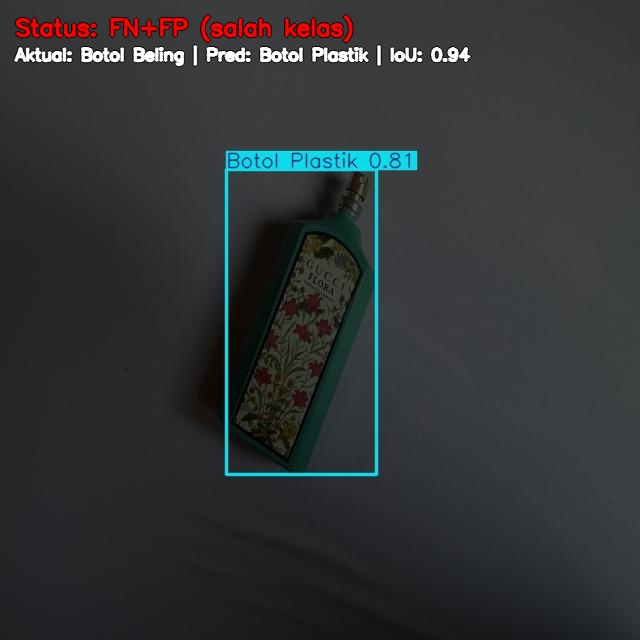 Status: FN+FP (salah kelas)
Aktual: Botol Beling | Pred: Botol Plastik | IoU: 0.94
Botol Plastik 0.81
GUCCI
FLORA